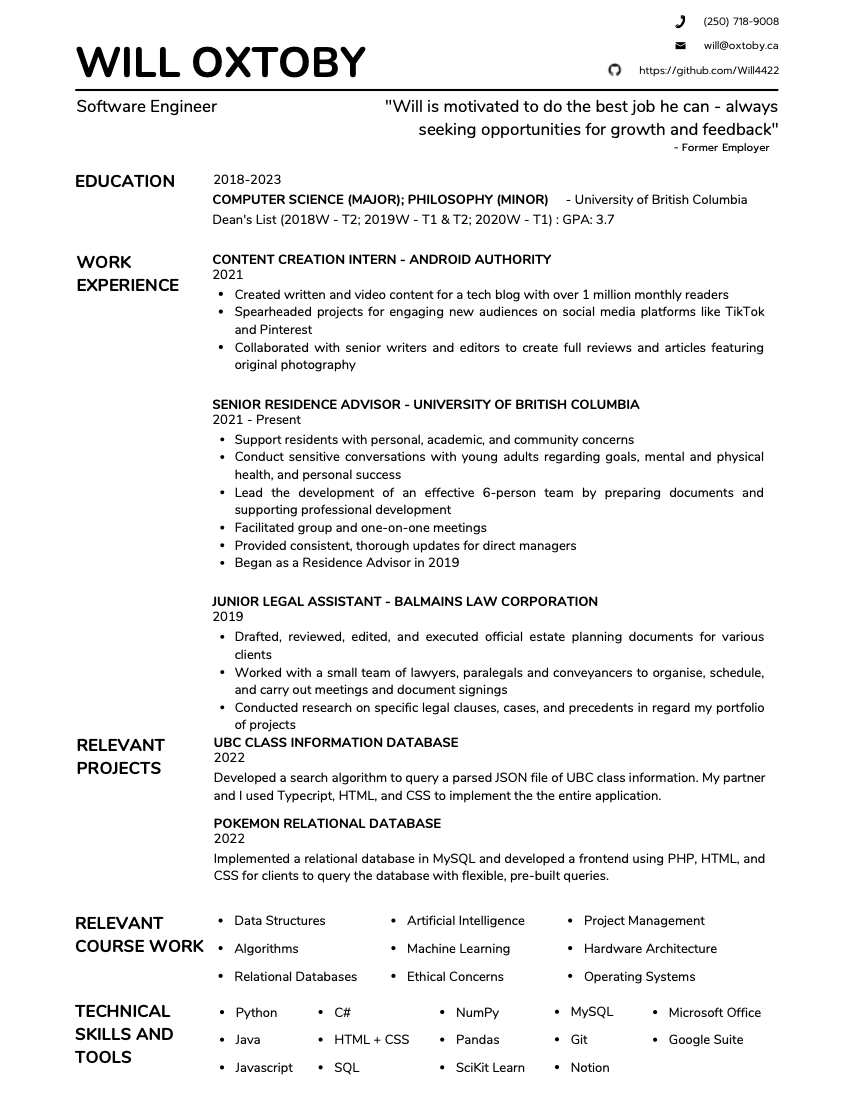 (250) 718-9008
will@oxtoby.ca
https://github.com/Will4422
WILL OXTOBY
Software Engineer
"Will is motivated to do the best job he can - always
seeking opportunities for growth and feedback"
- Former Employer
EDUCATION
2018-2023
COMPUTER SCIENCE (MAJOR); PHILOSOPHY (MINOR) - University of British Columbia
Dean's List (2018W - T2; 2019W - T1 & T2; 2020W - T1) : GPA: 3.7
WORK
EXPERIENCE
CONTENT CREATION INTERN - ANDROID AUTHORITY
2021
• Created written and video content for a tech blog with over 1 million monthly readers
• Spearheaded projects for engaging new audiences on social media platforms like TikTok
and Pinterest
• Collaborated with senior writers and editors to create full reviews and articles featuring
original photography
SENIOR RESIDENCE ADVISOR - UNIVERSITY OF BRITISH COLUMBIA
2021 - Present
• Support residents with personal, academic, and community concerns
• Conduct sensitive conversations with young adults regarding goals, mental and physical
health, and personal success
• Lead the development of an effective 6-person team by preparing documents and
supporting professional development
• Facilitated group and one-on-one meetings
• Provided consistent, thorough updates for direct managers
• Began as a Residence Advisor in 2019
JUNIOR LEGAL ASSISTANT - BALMAINS LAW CORPORATION
2019
• Drafted, reviewed, edited, and executed official estate planning documents for various
clients
• Worked with a small team of lawyers, paralegals and conveyancers to organise, schedule,
and carry out meetings and document signings
• Conducted research on specific legal clauses, cases, and precedents in regard my portfolio
of projects
RELEVANT
PROJECTS
UBC CLASS INFORMATION DATABASE
2022
Developed a search algorithm to query a parsed JSON file of UBC class information. My partner
and I used Typecript, HTML, and CSS to implement the the entire application.
POKEMON RELATIONAL DATABASE
2022
Implemented a relational database in MySQL and developed a frontend using PHP, HTML, and
CSS for clients to query the database with flexible, pre-built queries.
RELEVANT
COURSE WORK
• Data Structures • Artificial Intelligence • Project Management
• Algorithms • Machine Learning • Hardware Architecture
• Relational Databases • Ethical Concerns • Operating Systems
TECHNICAL
SKILLS AND
TOOLS
• Python • C# • NumPy • MySQL • Microsoft Office
• Java • HTML + CSS • Pandas • Git • Google Suite
• Javascript • SQL • SciKit Learn • Notion